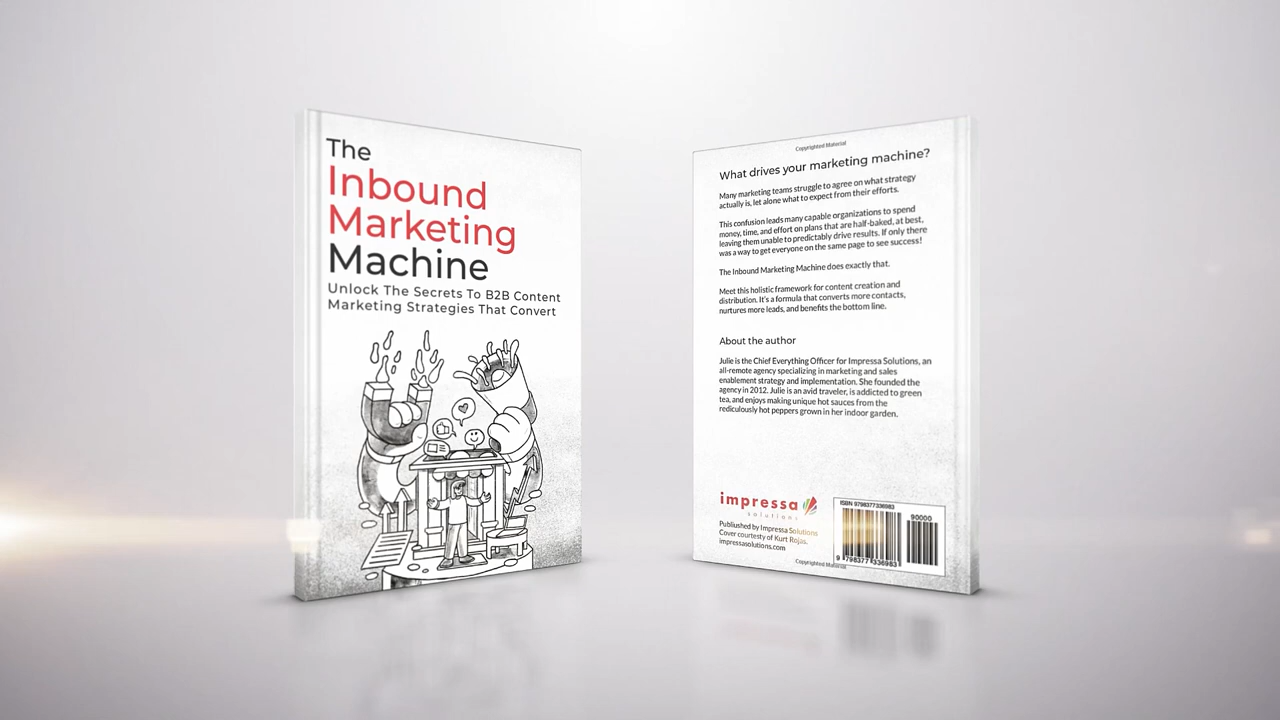 The
Inbound
Marketing
Machine
Unlock The Secrets To B2B Content
Marketing Strategies That Convert
Copyrighted Material
What drives your marketing machine?
Many marketing teams struggle to agree on what strategy
actually is, let alone what to expect from their efforts.
This confusion leads many capable organizations to spend
money, time, and effort on plans that are half-baked, at best,
leaving them unable to predictably drive results. If only there
was a way to get everyone on the same page to see success!
The Inbound Marketing Machine does exactly that.
Meet this holistic framework for content creation and
distribution. It's a formula that converts more contacts,
nurtures more leads, and benefits the bottom line.
About the author
Julie is the Chief Everything Officer for Impressa Solutions, an
all-remote agency specializing in marketing and sales
enablement strategy and implementation. She founded the
agency in 2012. Julie is an avid traveler, is addicted to green
tea, and enjoys making unique hot sauces from the
rediculously hot peppers grown in her indoor garden.
impressa
solutions
Publiushed by Impressa Solutions
Cover courtesty of Kurt Rojas.
impressasolutions.com
ISBN 9798377336983
90000
9 798377 336983
Copyrighted Material